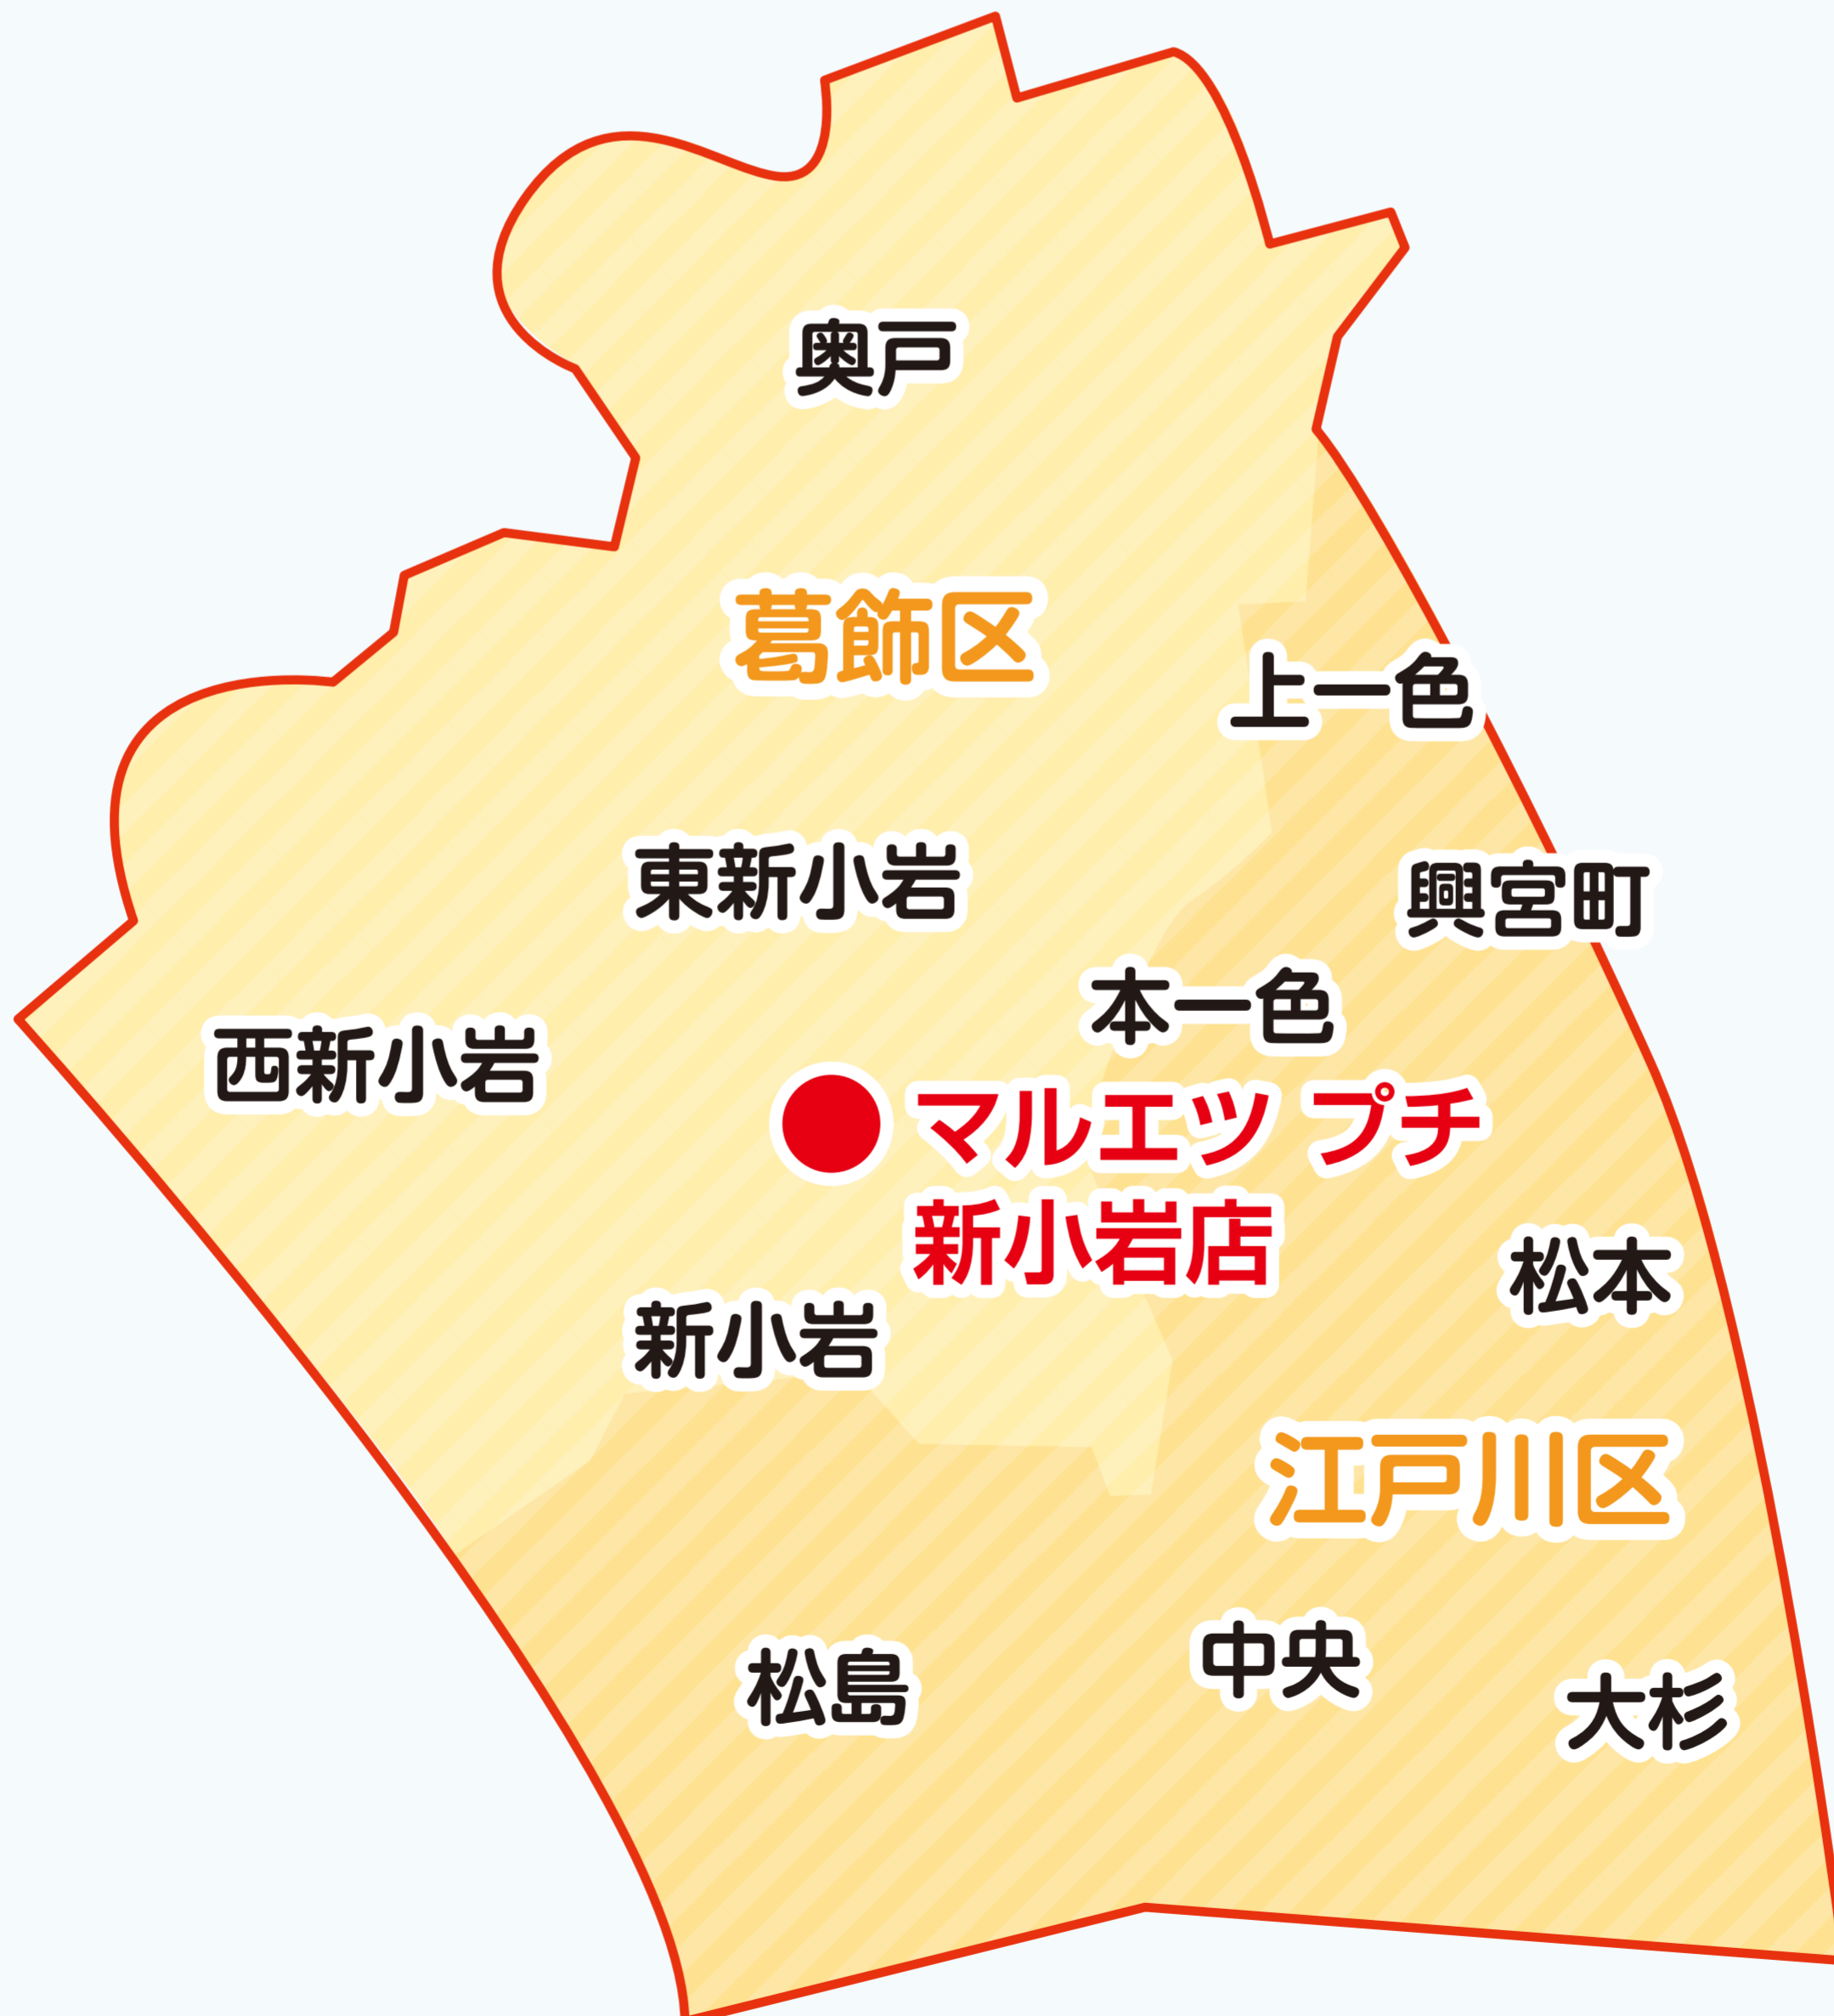 奥戸
葛飾区
上一色
東新小岩
興宮町
本一色
西新小岩
マルエツ プチ
新小岩店
松本
新小岩
江戸川区
中央
松島
大杉